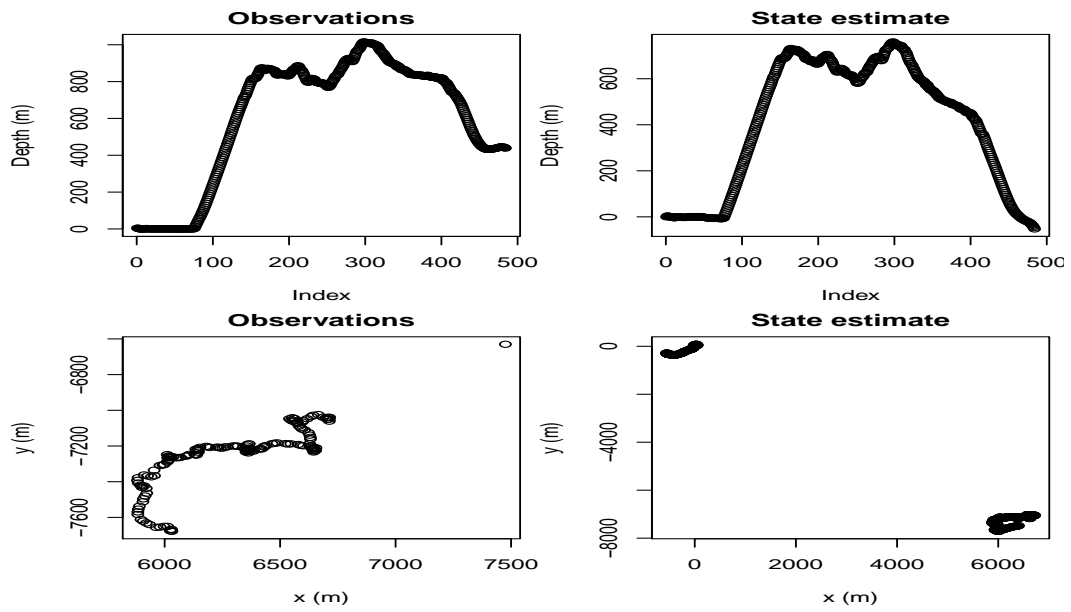 Observations
Depth (m)
0 200 400 600 800
0 100 200 300 400 500
Index
State estimate
Depth (m)
0 200 400 600
0 100 200 300 400 500
Index
Observations
y (m)
-7600 -7200 -6800
6000 6500 7000 7500
x (m)
State estimate
y (m)
-8000 -4000 0
0 2000 4000 6000
x (m)